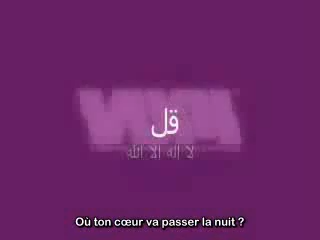 قل
لا إله إلا الله
Où ton cœur va passer la nuit ?